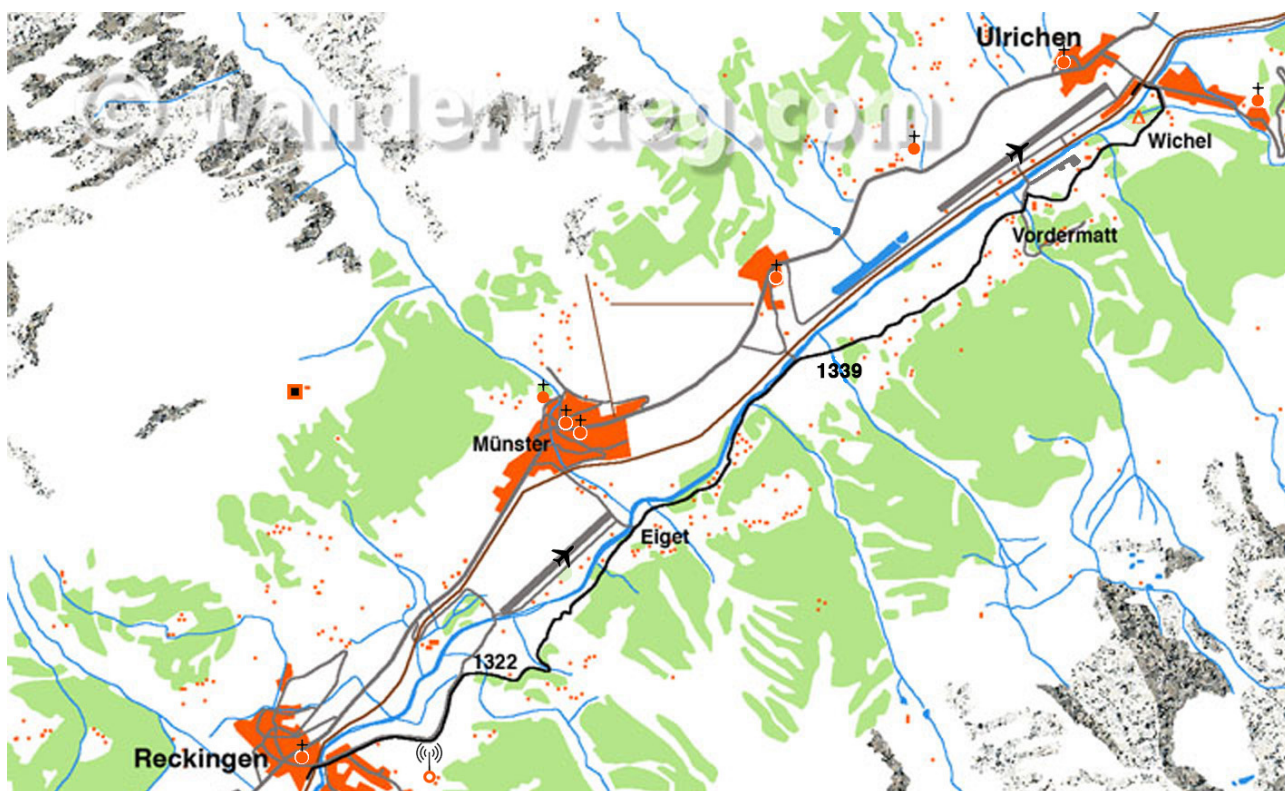 Ulrichen
© wanderwaeg.com
Wichel
Vordermatt
1339
Münster
Eiget
1322
Reckingen